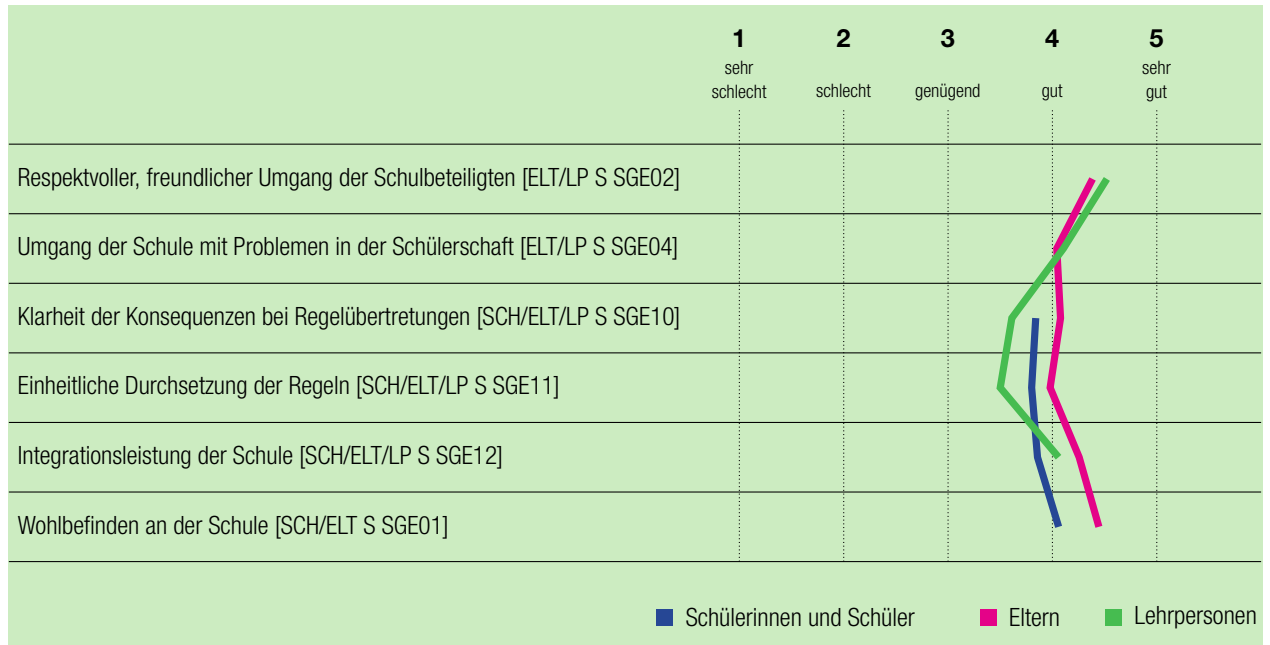 1 2 3 4 5
sehr schlecht schlecht genügend gut sehr gut
Respektvoller, freundlicher Umgang der Schulbeteiligten [ELT/LP S SGE02]
Umgang der Schule mit Problemen in der Schülerschaft [ELT/LP S SGE04]
Klarheit der Konsequenzen bei Regelübertretungen [SCH/ELT/LP S SGE10]
Einheitliche Durchsetzung der Regeln [SCH/ELT/LP S SGE11]
Integrationsleistung der Schule [SCH/ELT/LP S SGE12]
Wohlbefinden an der Schule [SCH/ELT S SGE01]
Schülerinnen und Schüler Eltern Lehrpersonen